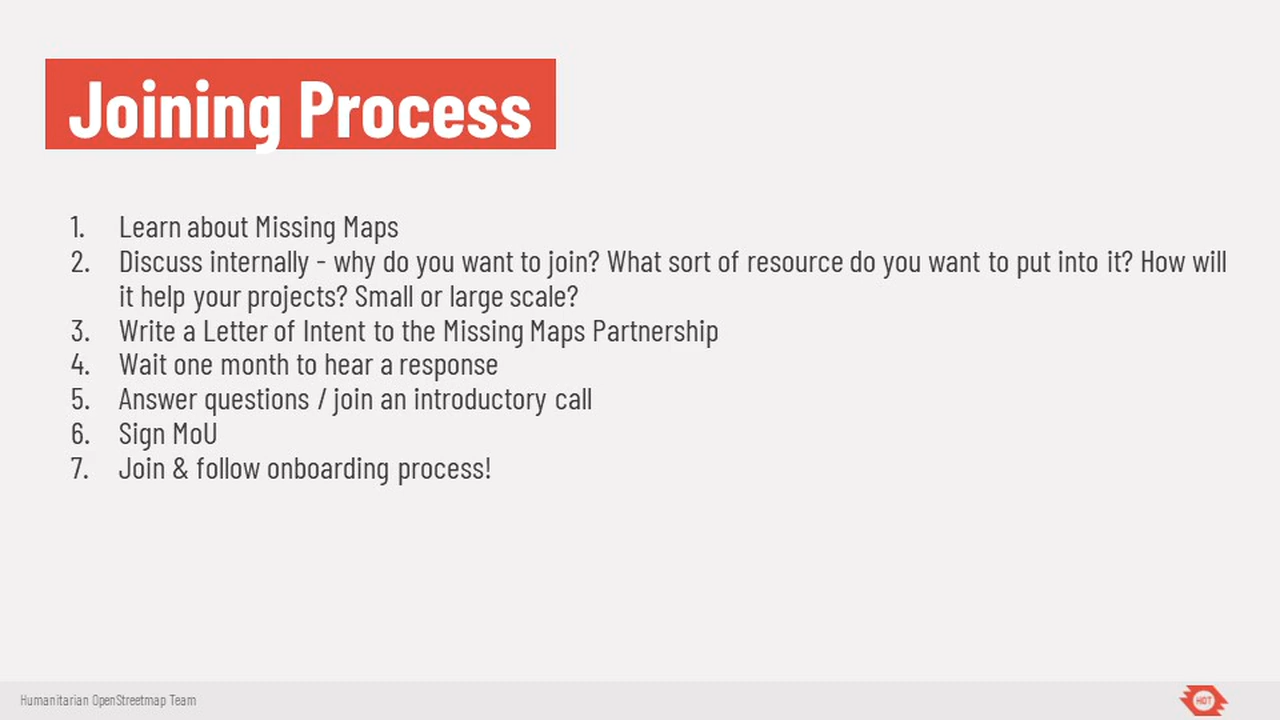 Joining Process
1. Learn about Missing Maps
2. Discuss internally - why do you want to join? What sort of resource do you want to put into it? How will
it help your projects? Small or large scale?
3. Write a Letter of Intent to the Missing Maps Partnership
4. Wait one month to hear a response
5. Answer questions / join an introductory call
6. Sign MoU
7. Join & follow onboarding process!
Humanitarian OpenStreetmap Team
HOT